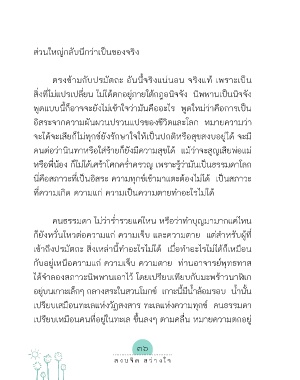 ส่วนใหญ่กลับนึกว่าเป็นของจริง
ตรงข้ามกับปรมัตถะ อันนี้จริงแน่นอน จริงแท้ เพราะเป็น
สิ่งที่ไม่แปรเปลี่ยน ไม่ได้ตกอยู่ภายใต้กฎอนิจจัง นิพพานเป็นนิจจัง
พูดแบบนี้ก็อาจจะยังไม่เข้าใจว่ามันคืออะไร พูดใหม่ว่าคือการเป็น
อิสระจากความผันผวนปรวนแปรของชีวิตและโลก หมายความว่า
จะได้จะเสียก็ไม่ทุกข์ยังรักษาใจให้เป็นปกติหรือสุขสงบอยู่ได้ จะมี
คนต่อว่านินทาหรือใส่ร้ายก็ยังมีความสุขได้ แม้ว่าจะสูญเสียพ่อแม่
หรือพี่น้อง ก็ไม่ได้เศร้าโศกคร่ำครวญ เพราะรู้ว่ามันเป็นธรรมดาโลก
นี่คือสภาวะที่เป็นอิสระ ความทุกข์เข้ามาแตะต้องไม่ได้ เป็นสภาวะ
ที่ความเกิด ความแก่ ความเป็นความตายทำอะไรไม่ได้
คนธรรมดา ไม่ว่าร่ำรวยแค่ไหน หรือว่าทำบุญมามากแค่ไหน
ก็ยังหวั่นไหวต่อความแก่ ความเจ็บ และความตาย แต่สำหรับผู้ที่
เข้าถึงปรมัตถะ สิ่งเหล่านี้ทำอะไรไม่ได้ เมื่อทำอะไรไม่ได้ก็เหมือน
กับอยู่เหนือความแก่ ความเจ็บ ความตาย ท่านอาจารย์พุทธทาส
ได้จำลองสภาวะนิพพานเอาไว้ โดยเปรียบเทียบกับมะพร้าวนาฬิเก
อยู่บนเกาะเล็กๆ กลางสระในสวนโมกข์ เกาะนี้มีน้ำล้อมรอบ น้ำนั้น
เปรียบเสมือนทะเลแห่งวัฏสงสาร ทะเลแห่งความทุกข์ คนธรรมดา
เปรียบเหมือนคนที่อยู่ในทะเล ขึ้นลงๆ ตามคลื่น หมายความตกอยู่
๓๖
สงบจิต สว่างใจ